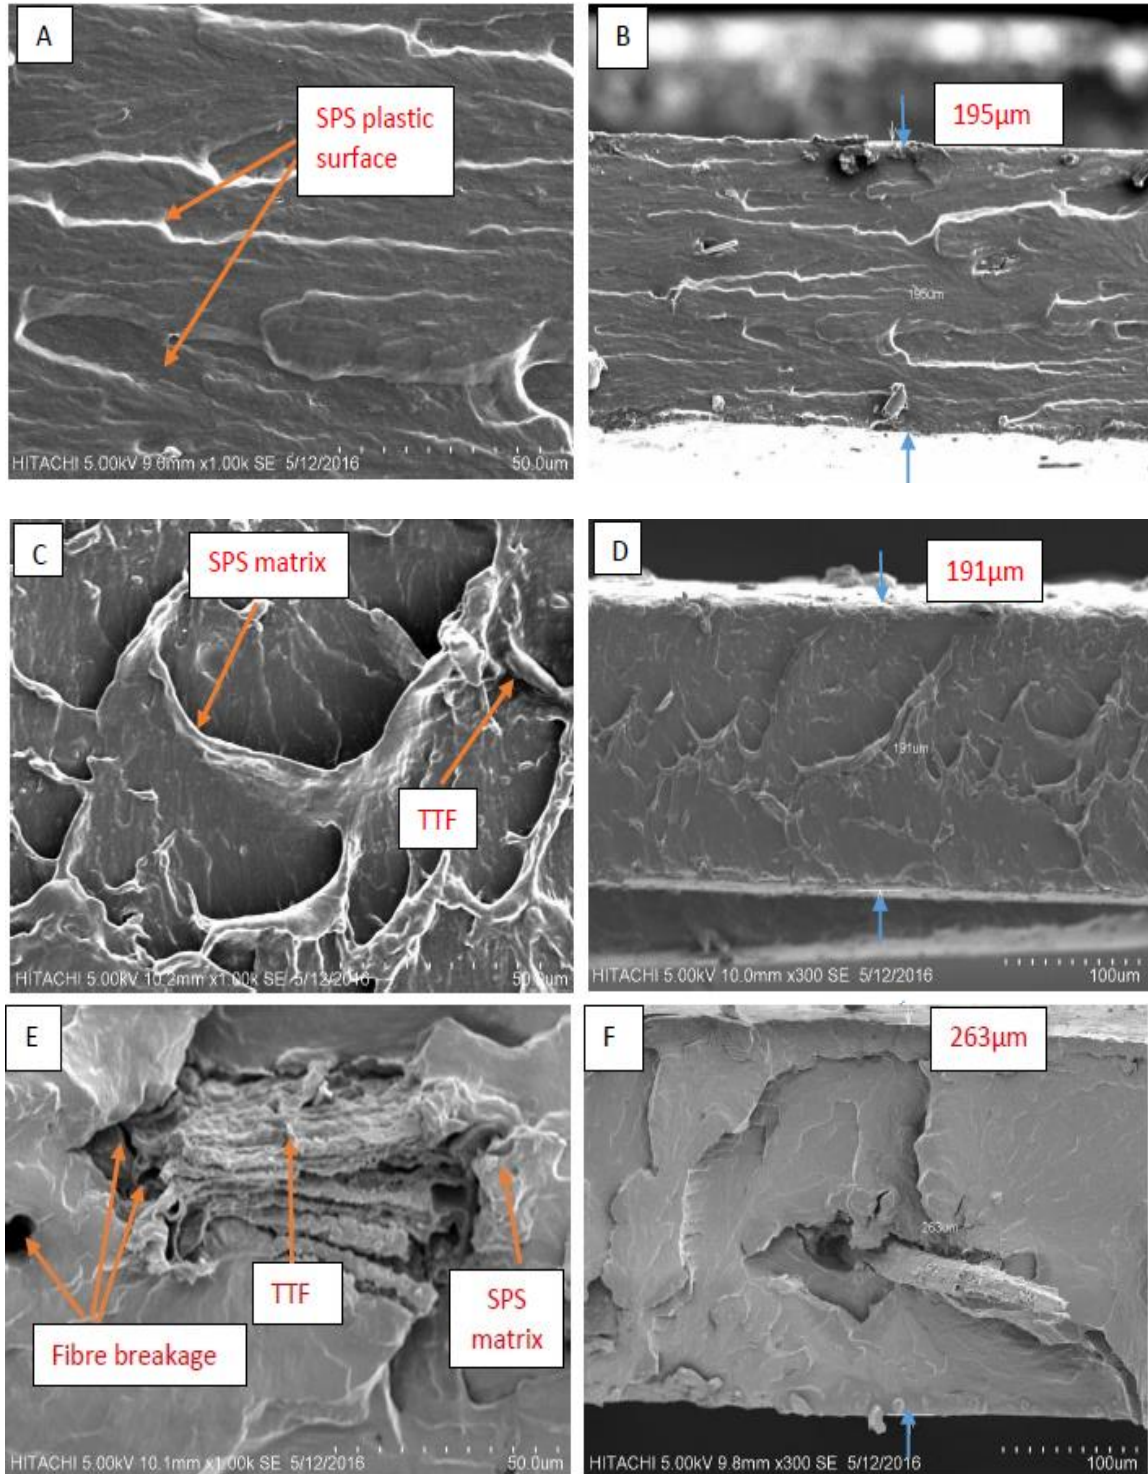 A
SPS plastic
surface
HITACHI 5.00kV 9.6mm x1.00k SE 5/12/2016
50.0um
B
195µm
195um
C
SPS matrix
TTF
HITACHI 5.00kV 10.2mm x1.00k SE 5/12/2016
50.0um
D
191µm
191um
HITACHI 5.00kV 10.0mm x300 SE 5/12/2016
100um
E
TTF
SPS
matrix
Fibre breakage
HITACHI 5.00kV 10.1mm x1.00k SE 5/12/2016
50.0um
F
263µm
263um
HITACHI 5.00kV 9.8mm x300 SE 5/12/2016
100um